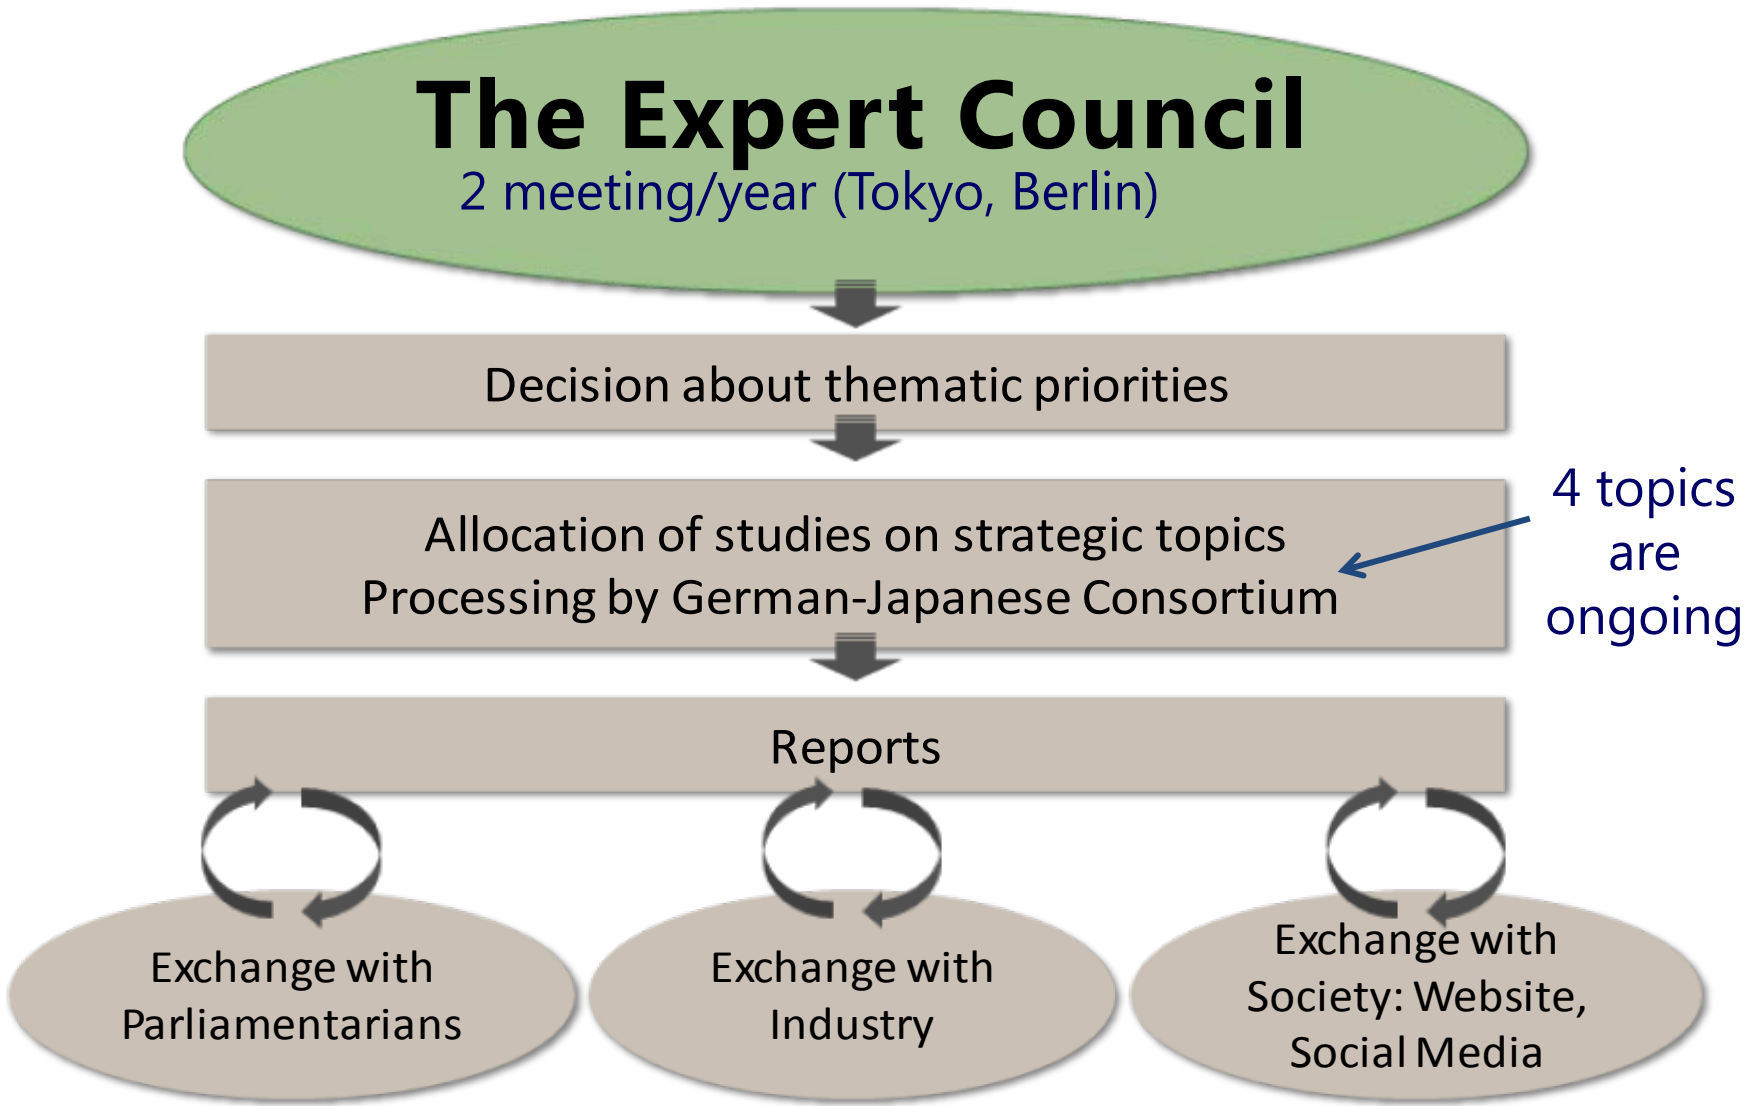 The Expert Council
2 meeting/year (Tokyo, Berlin)
Decision about thematic priorities
Allocation of studies on strategic topics
Processing by German-Japanese Consortium
4 topics
are
ongoing
Reports
Exchange with
Parliamentarians
Exchange with
Industry
Exchange with
Society: Website,
Social Media